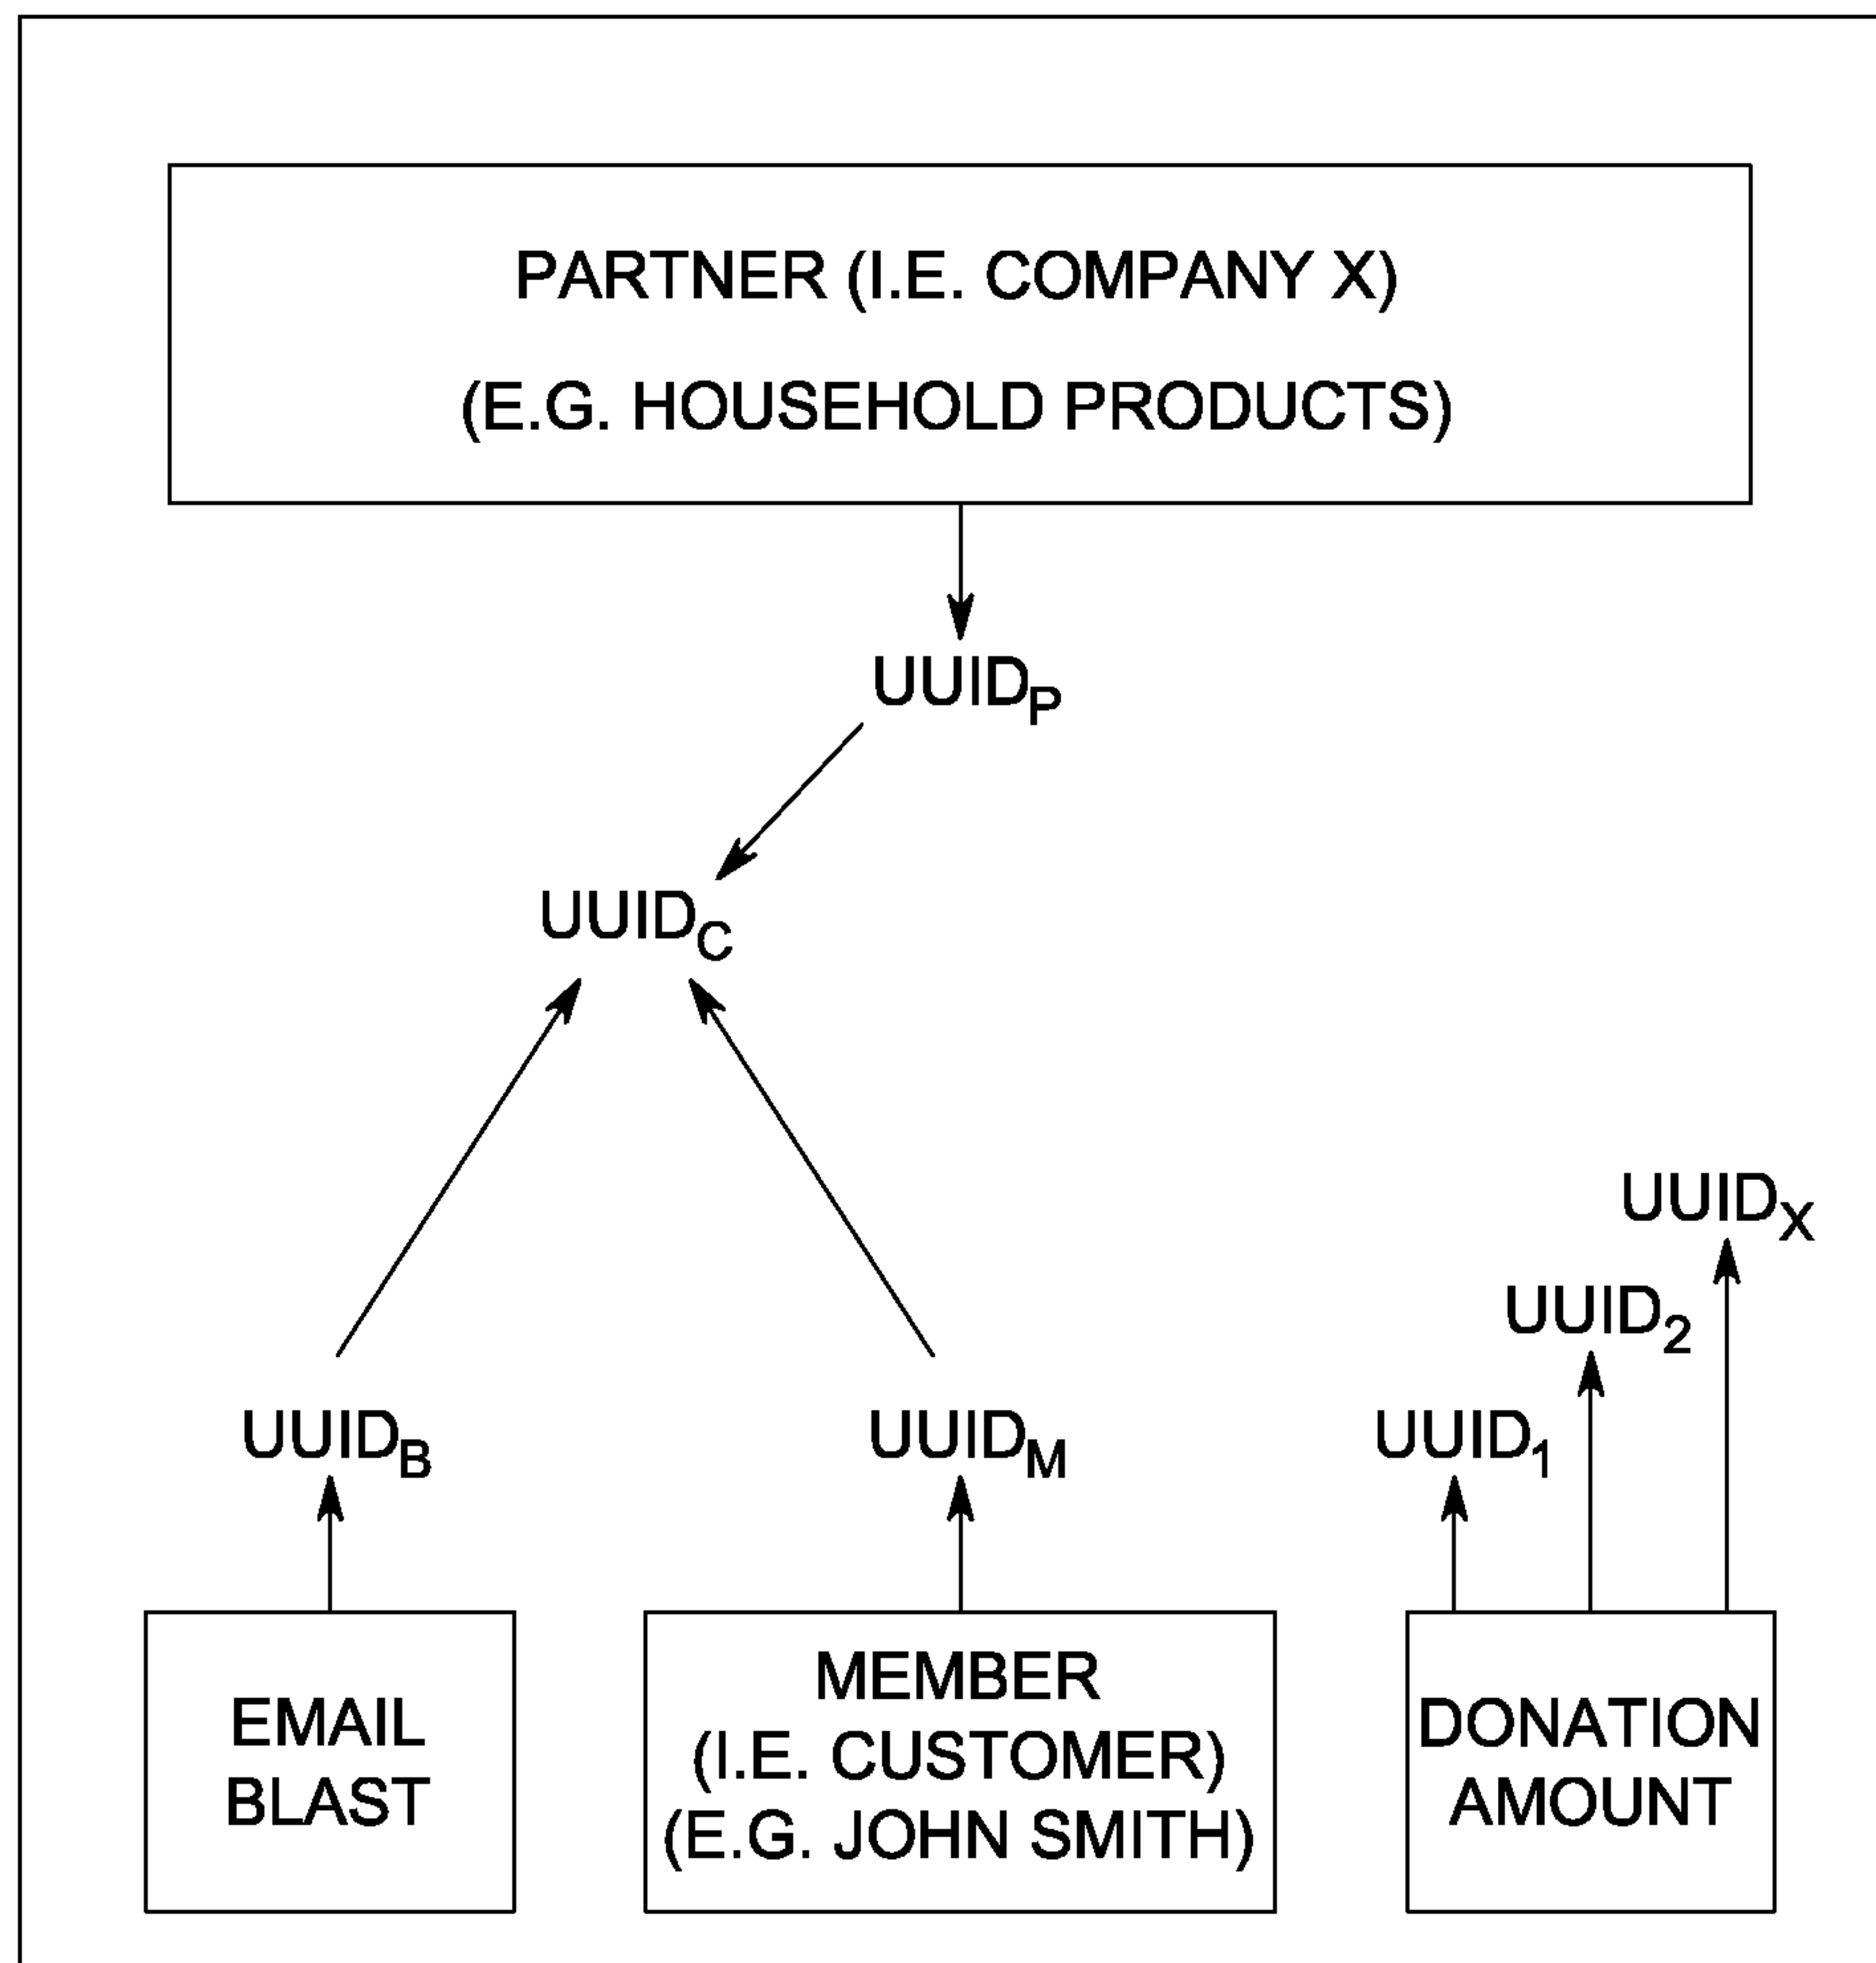 PARTNER (I.E. COMPANY X)
(E.G. HOUSEHOLD PRODUCTS)
UUIDP
UUIDC
UUIDX
UUID2
UUIDB
UUIDM
UUID1
EMAIL
BLAST
MEMBER
(I.E. CUSTOMER)
(E.G. JOHN SMITH)
DONATION
AMOUNT